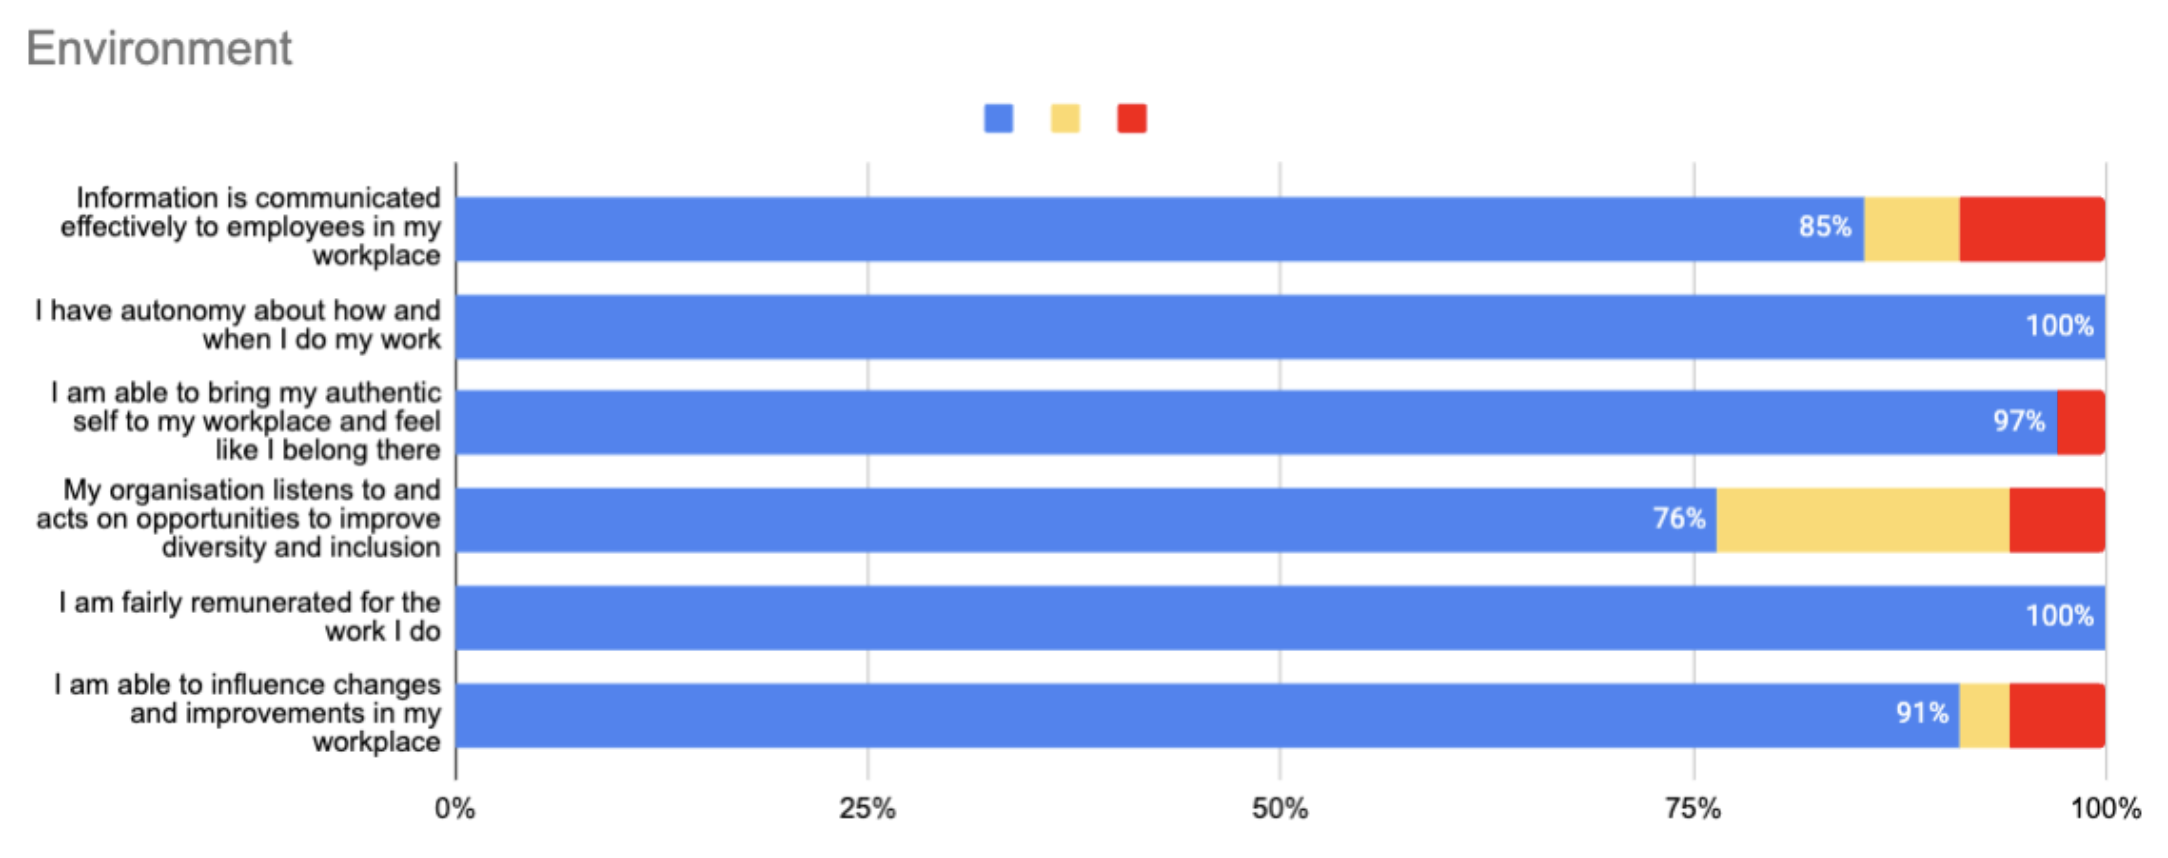 Environment
Information is communicated
effectively to employees in my
workplace
85%
I have autonomy about how and
when I do my work
100%
I am able to bring my authentic
self to my workplace and feel
like I belong there
97%
My organisation listens to and
acts on opportunities to improve
diversity and inclusion
76%
I am fairly remunerated for the
work I do
100%
I am able to influence changes
and improvements in my
workplace
91%
0% 25% 50% 75% 100%